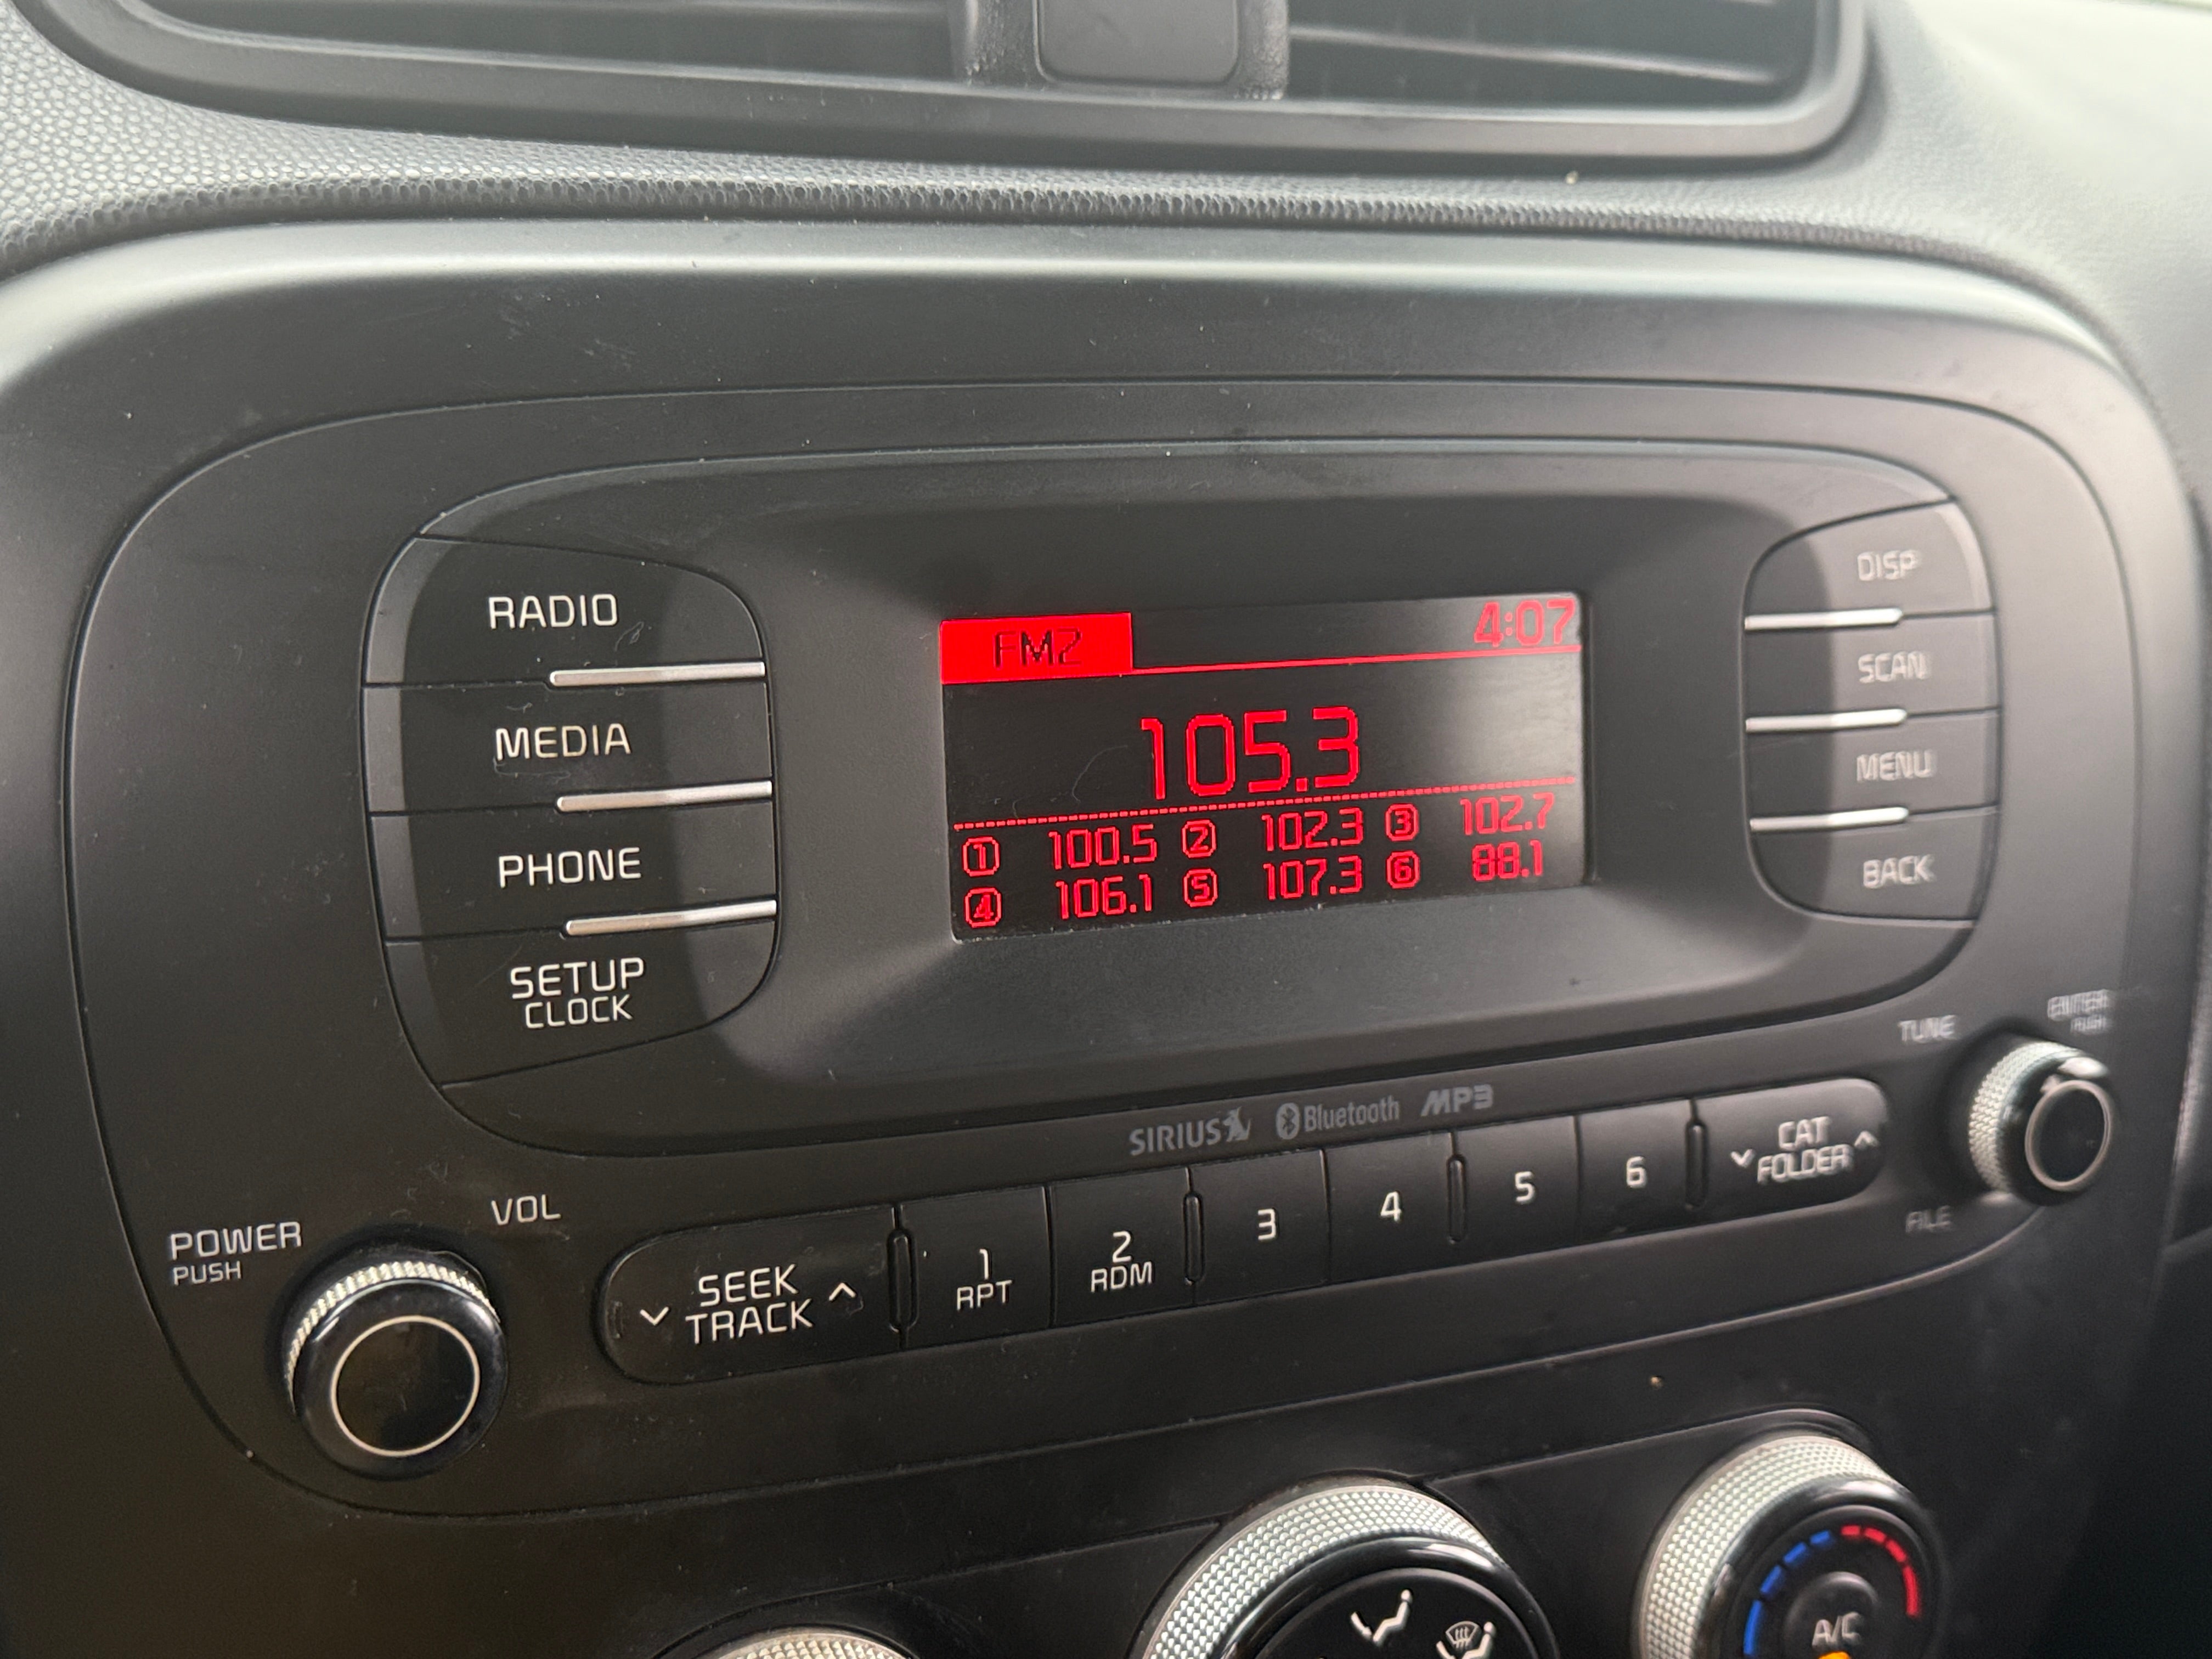 RADIO
MEDIA
PHONE
SETUP
CLOCK
FM2 4:07
105.3
1 100.5 2 102.3 3 102.7
4 106.1 5 107.3 6 88.1
DISP
SCAN
MENU
BACK
SIRIUS Bluetooth MP3
POWER
PUSH
VOL
SEEK
TRACK
1
RPT
2
RDM
3
4
5
6
CAT
FOLDER
TUNE
ENTER
PUSH
FILE
A/C